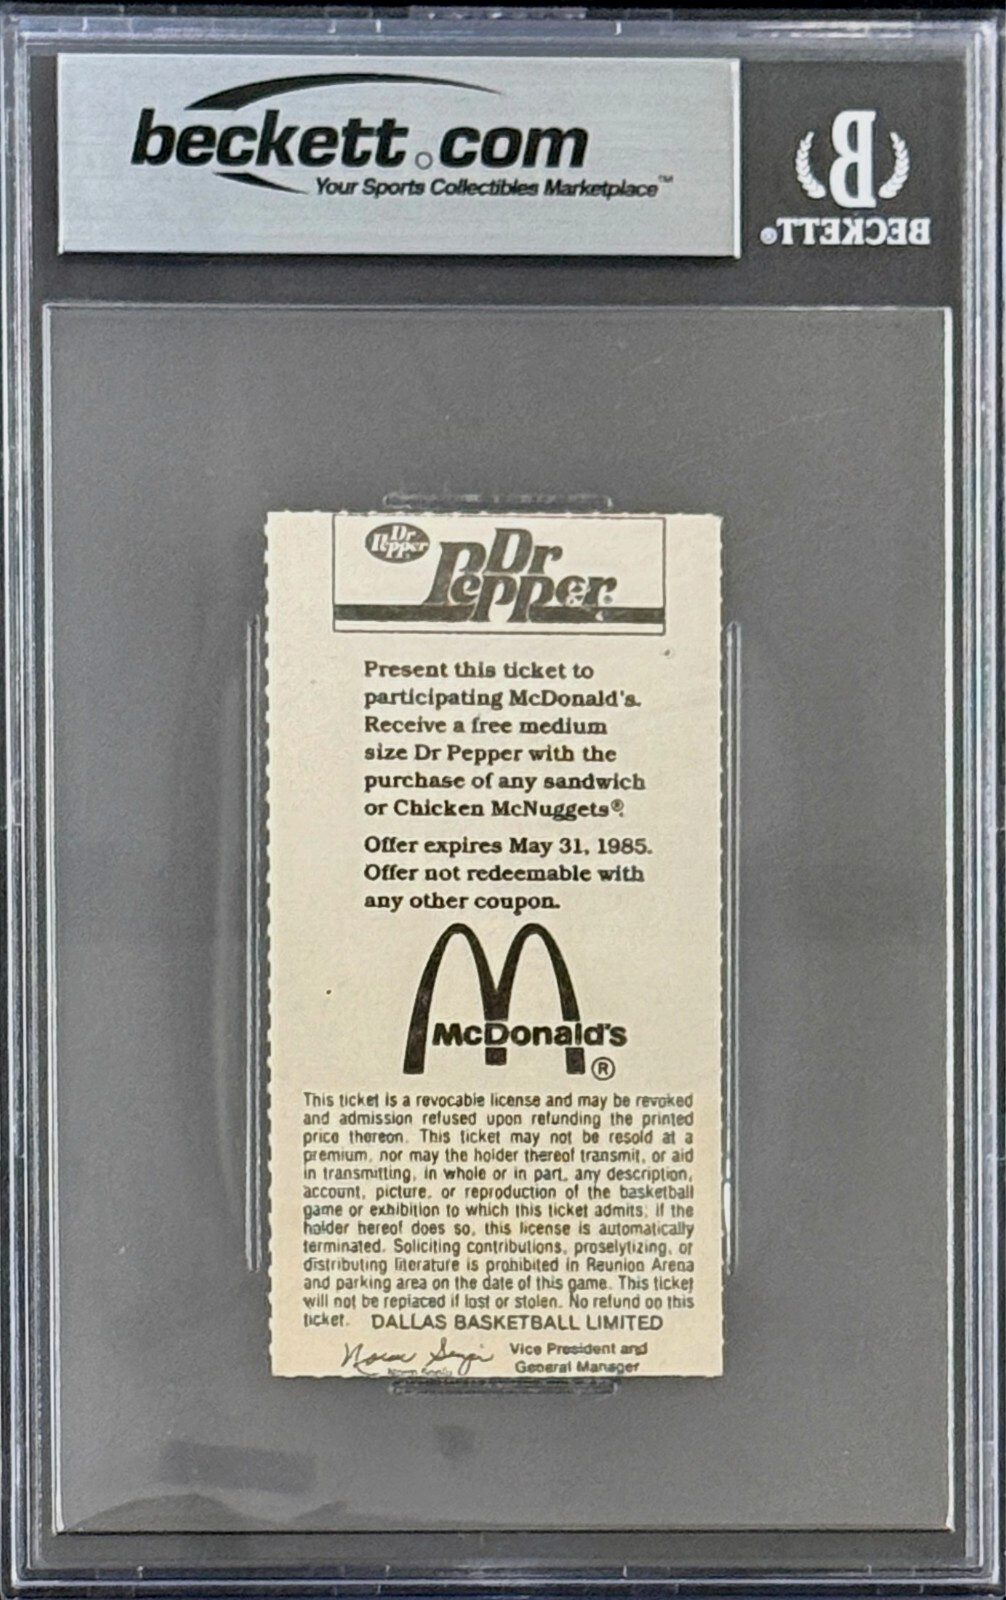 beckett.com
Your Sports Collectibles Marketplace™
B
BECKETT®
Dr
Pepper
Dr
Pepper
Present this ticket to
participating McDonald's.
Receive a free medium
size Dr Pepper with the
purchase of any sandwich
or Chicken McNuggets®.
Offer expires May 31, 1985.
Offer not redeemable with
any other coupon.
McDonald's
®
This ticket is a revocable license and may be revoked
and admission refused upon refunding the printed
price thereon. This ticket may not be resold at a
premium, nor may the holder thereof transmit, or aid
in transmitting, in whole or in part, any description,
account, picture, or reproduction of the basketball
game or exhibition to which this ticket admits; if the
holder hereof does so, this license is automatically
terminated. Soliciting contributions, proselytizing, or
distributing literature is prohibited in Reunion Arena
and parking area on the date of this game. This ticket
will not be replaced if lost or stolen. No refund on this
ticket. DALLAS BASKETBALL LIMITED
Vice President and
General Manager